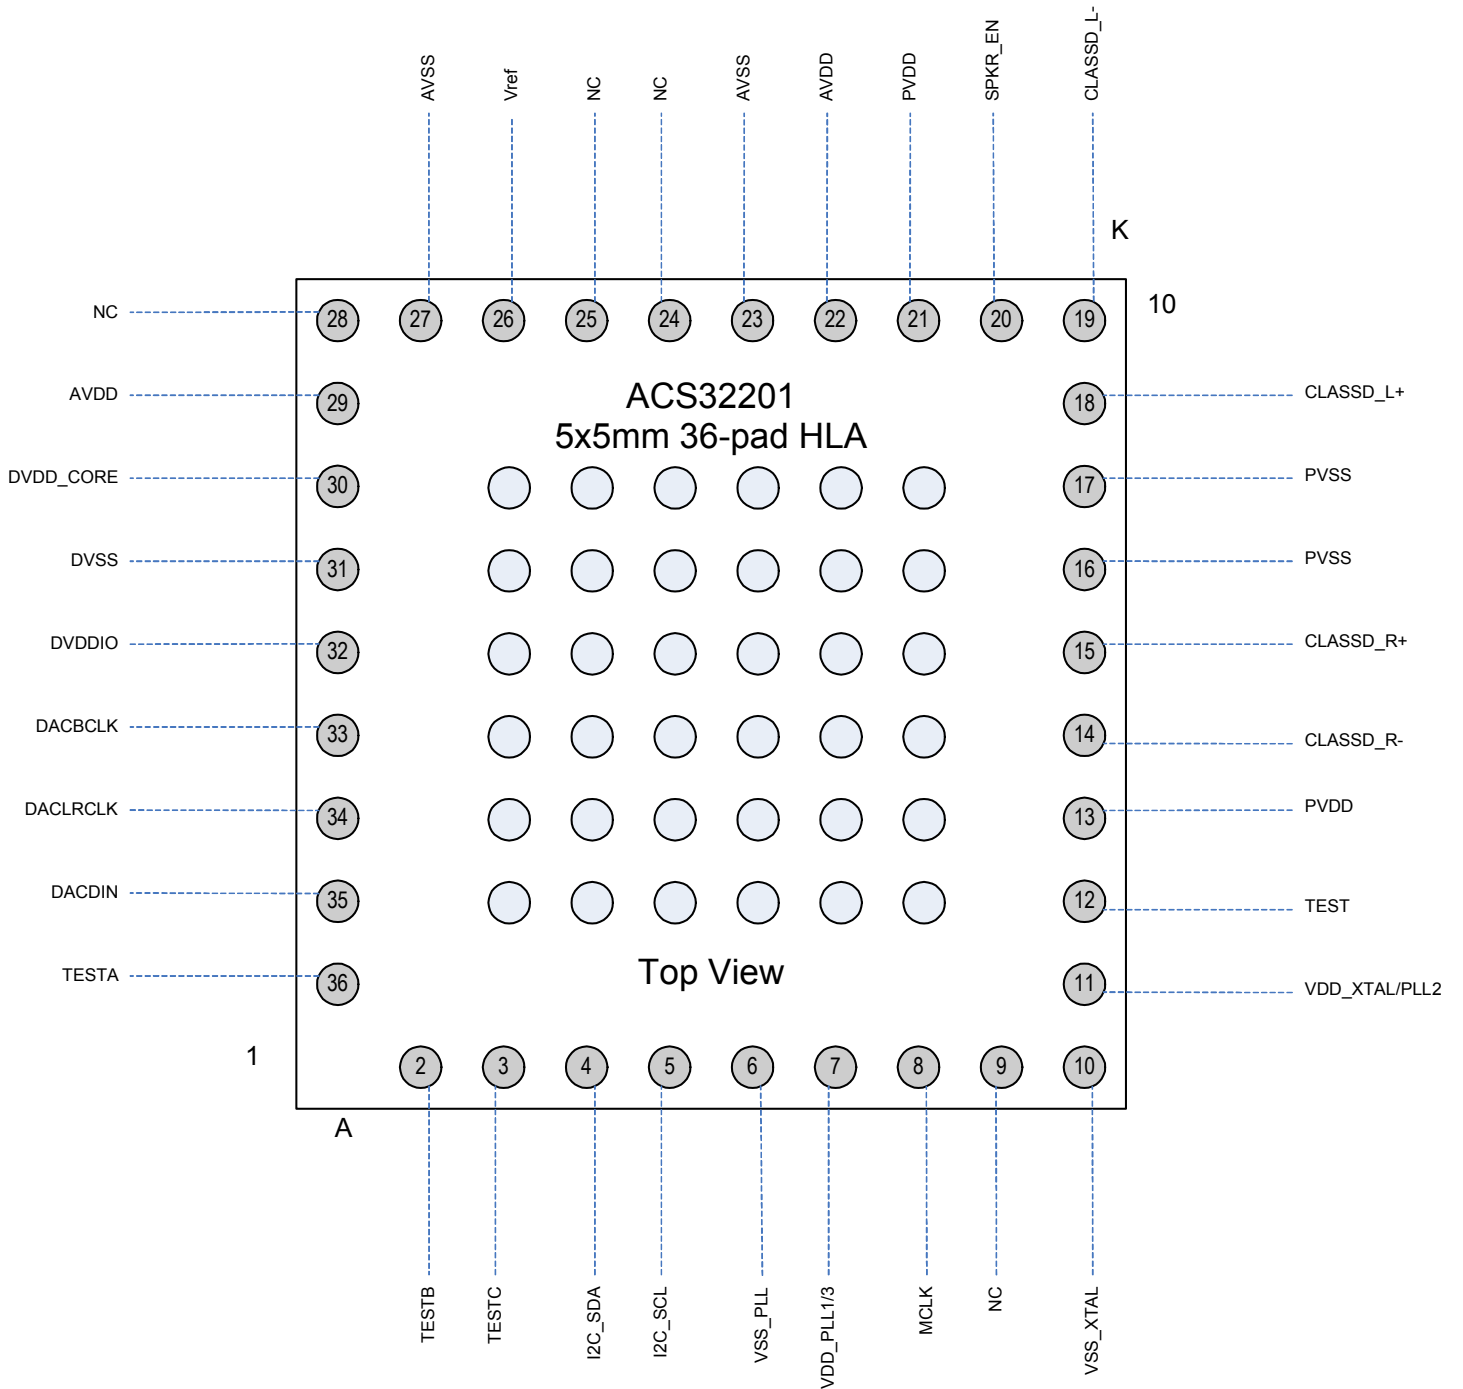 AVSS
Vref
NC
NC
AVSS
AVDD
PVDD
SPKR_EN
CLASSD_L-
K
10
NC
28
27
26
25
24
23
22
21
20
19
ACS32201
5x5mm 36-pad HLA
AVDD
29
18
CLASSD_L+
DVDD_CORE
30
17
PVSS
DVSS
31
16
PVSS
DVDDIO
32
15
CLASSD_R+
DACBCLK
33
14
CLASSD_R-
DACLRCLK
34
13
PVDD
DACDIN
35
12
TEST
TESTA
36
Top View
11
VDD_XTAL/PLL2
1
2
3
4
5
6
7
8
9
10
A
TESTB
TESTC
I2C_SDA
I2C_SCL
VSS_PLL
VDD_PLL1/3
MCLK
NC
VSS_XTAL